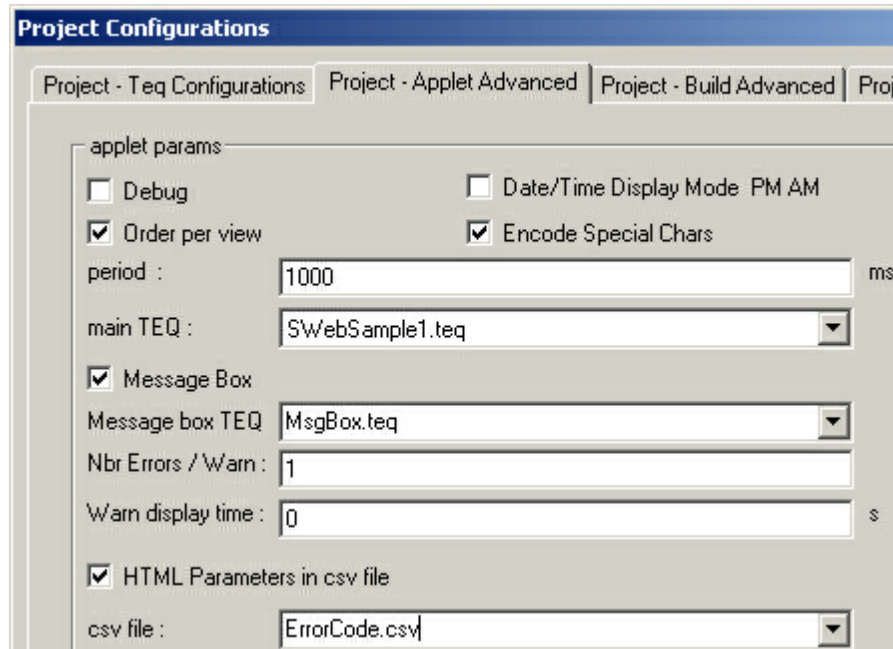 Project Configurations
Project - Teq Configurations Project - Applet Advanced Project - Build Advanced Proj
applet params
Debug Date/Time Display Mode PM AM
Order per view Encode Special Chars
period : 1000 ms
main TEQ : SWebSample1.teq
Message Box
Message box TEQ MsgBox.teq
Nbr Errors / Warn : 1
Warn display time : 0 s
HTML Parameters in csv file
csv file : ErrorCode.csv